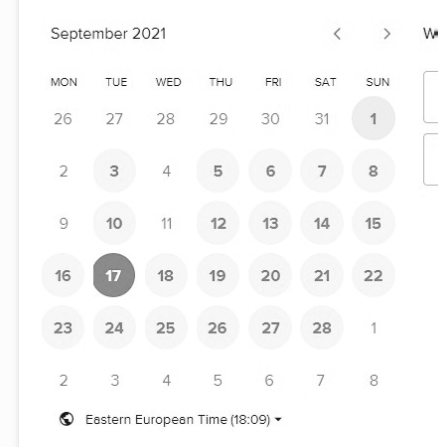 September 2021
MON TUE WED THU FRI SAT SUN
26 27 28 29 30 31 1
2 3 4 5 6 7 8
9 10 11 12 13 14 15
16 17 18 19 20 21 22
23 24 25 26 27 28 1
2 3 4 5 6 7 8
Eastern European Time (18:09)